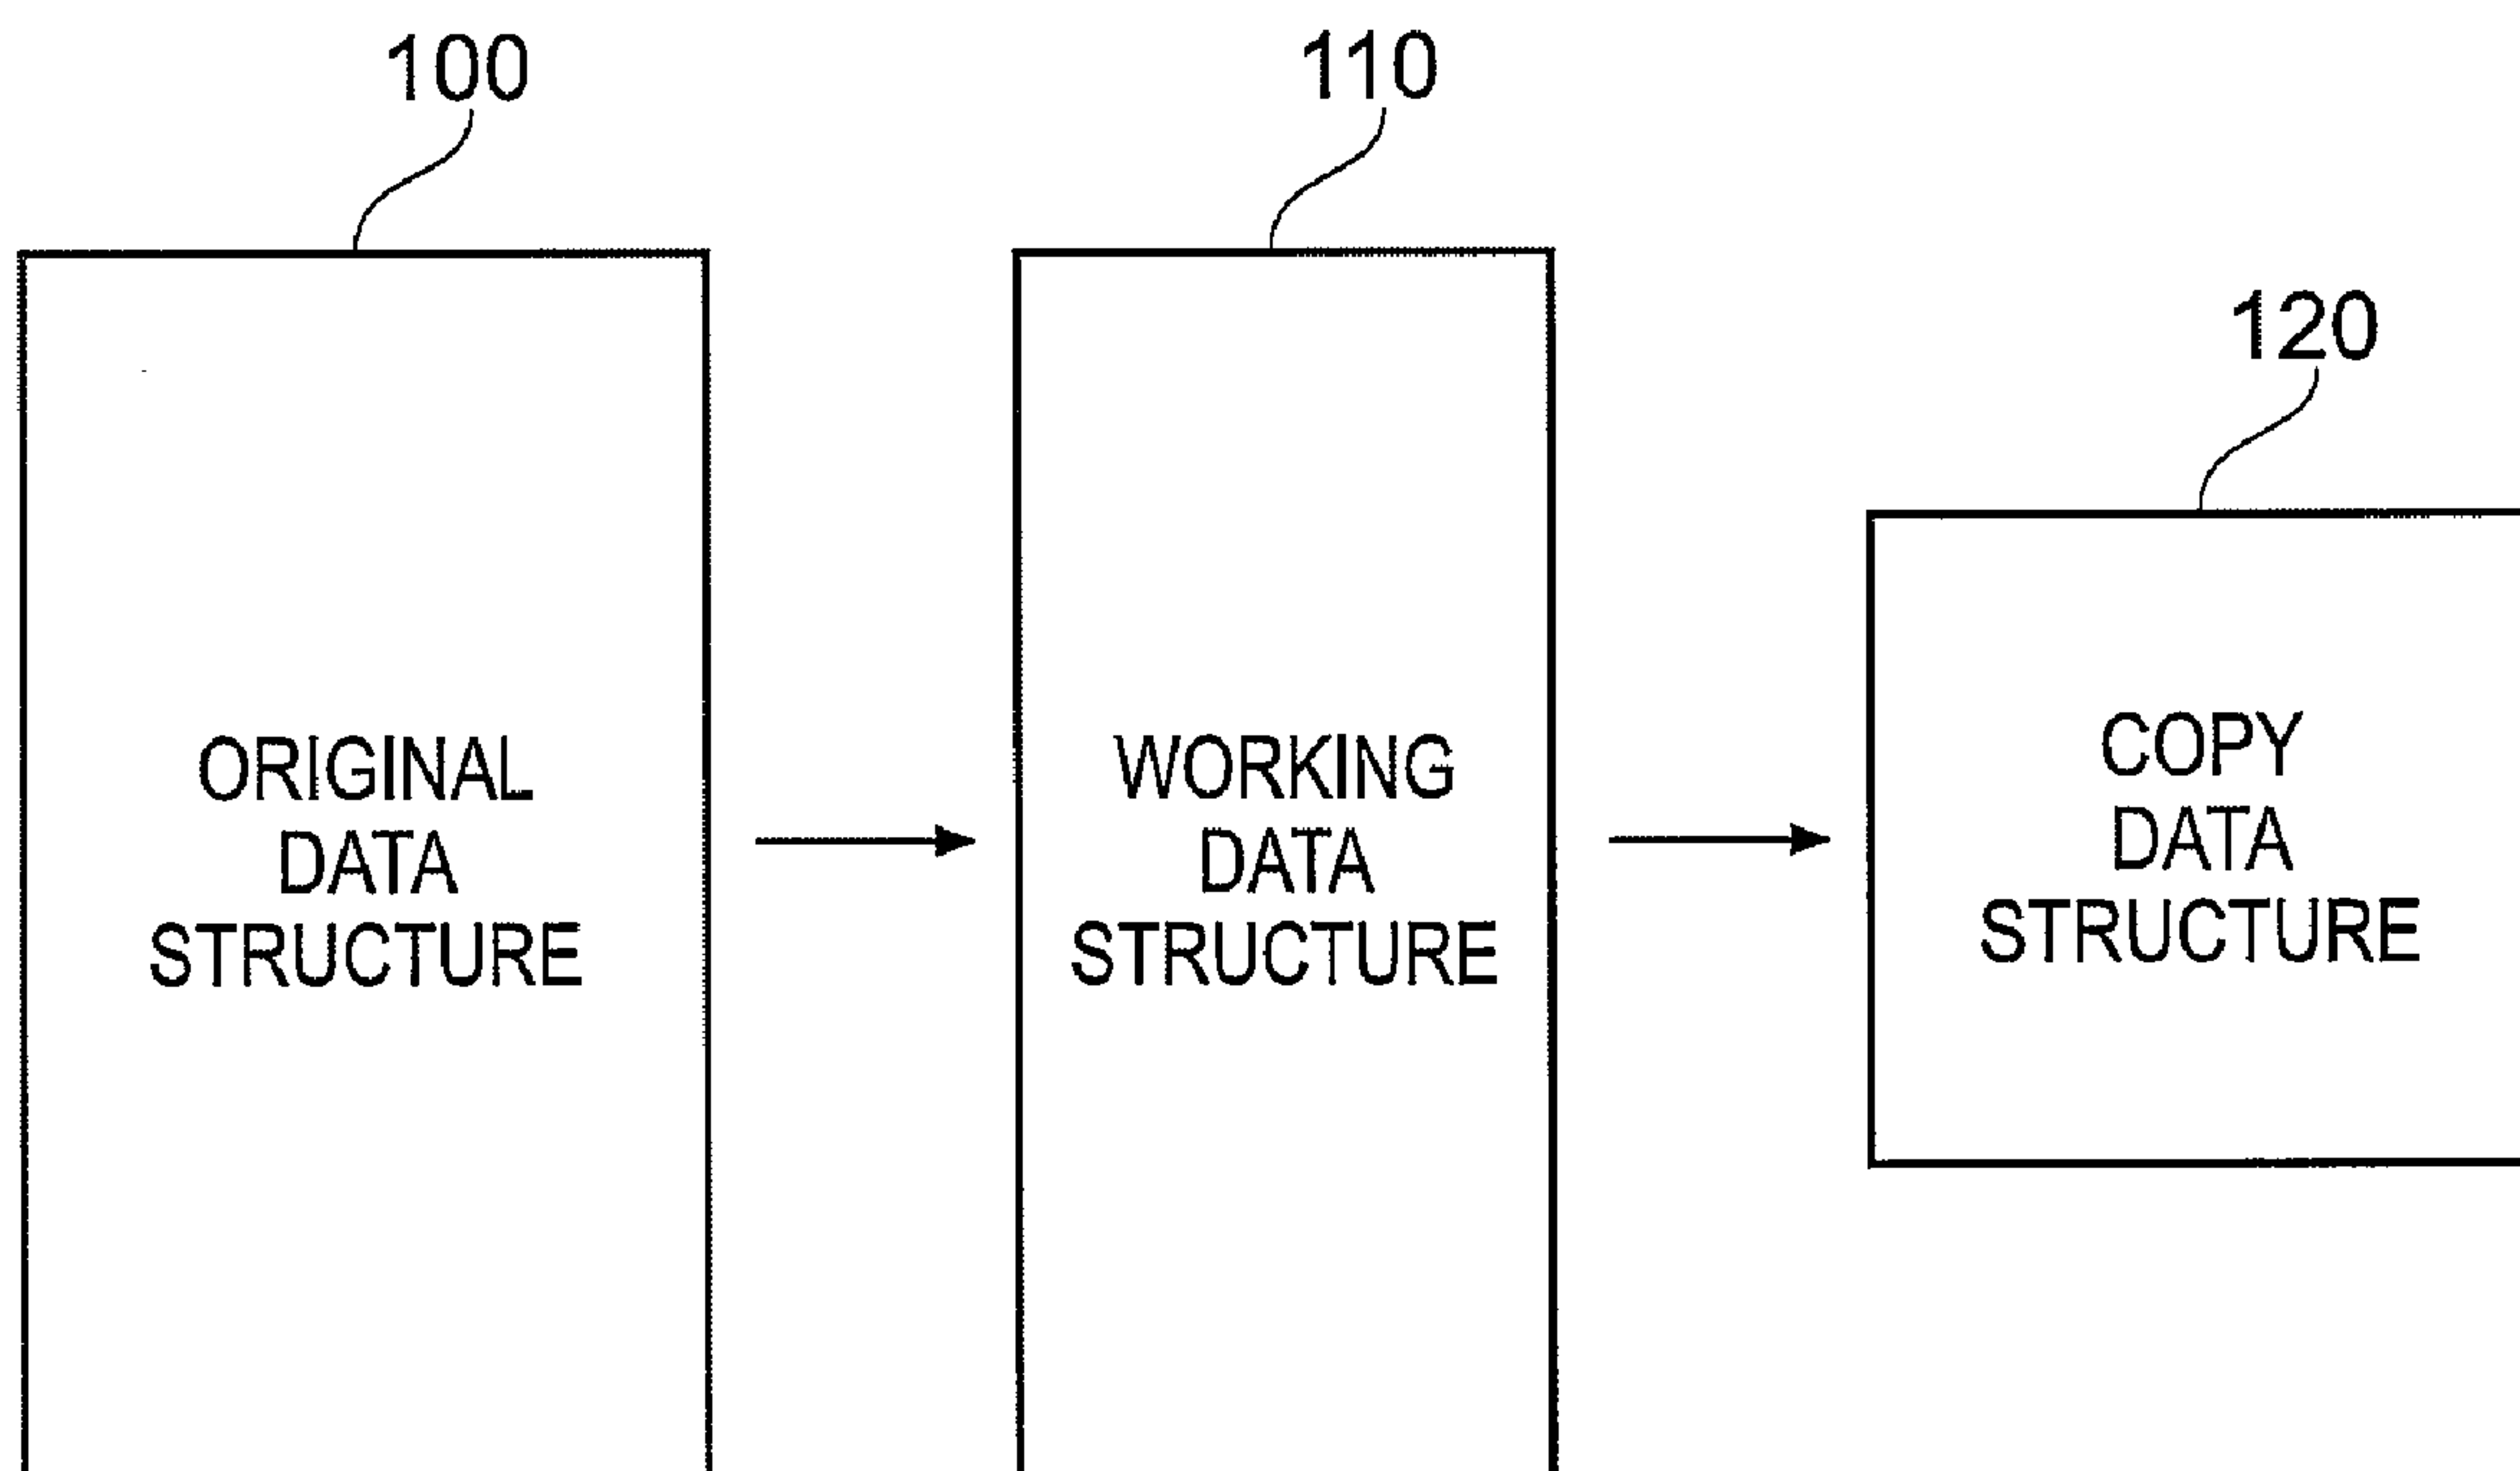 100
110
120
ORIGINAL
DATA
STRUCTURE
WORKING
DATA
STRUCTURE
COPY
DATA
STRUCTURE